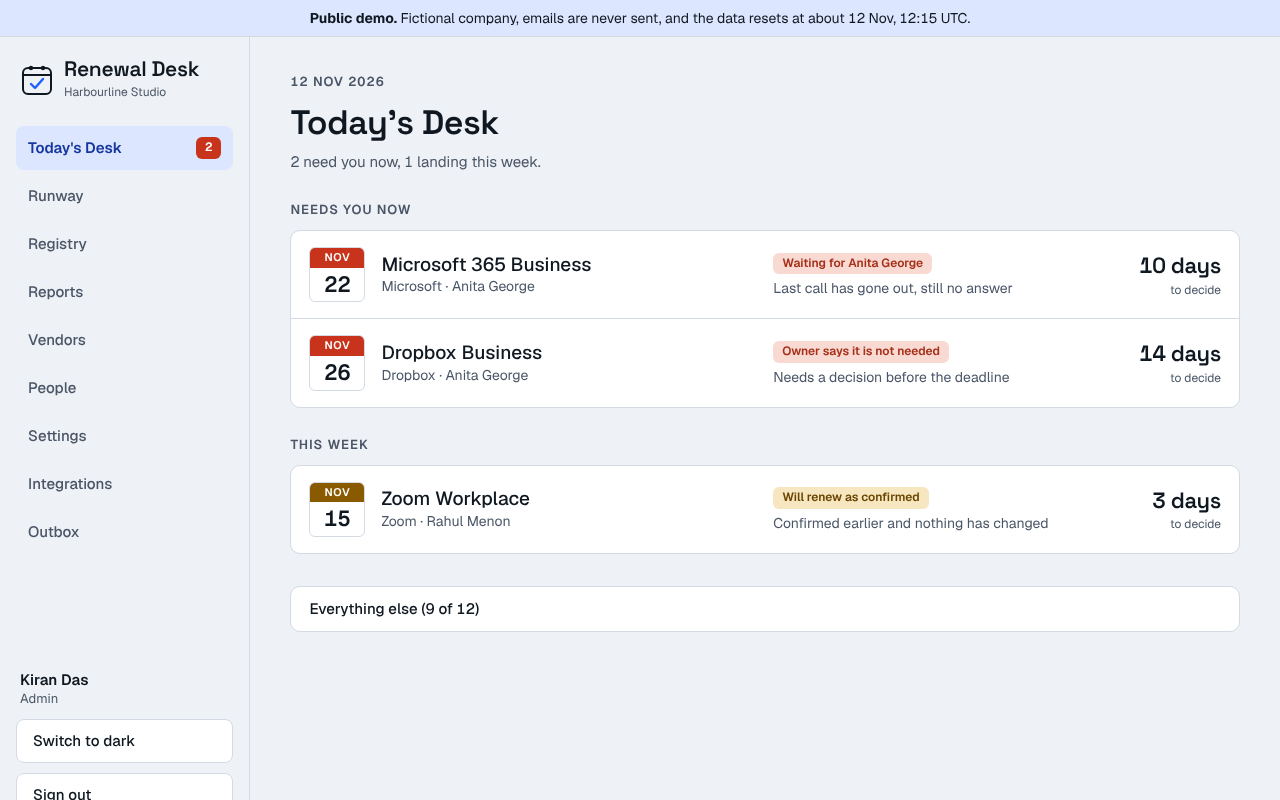 Public demo. Fictional company, emails are never sent, and the data resets at about 12 Nov, 12:15 UTC.
Renewal Desk
Harbourline Studio
Today's Desk 2
Runway
Registry
Reports
Vendors
People
Settings
Integrations
Outbox
Kiran Das
Admin
Switch to dark
Sign out
12 NOV 2026
Today’s Desk
2 need you now, 1 landing this week.
NEEDS YOU NOW
NOV
22
Microsoft 365 Business
Microsoft · Anita George
Waiting for Anita George
Last call has gone out, still no answer
10 days
to decide
NOV
26
Dropbox Business
Dropbox · Anita George
Owner says it is not needed
Needs a decision before the deadline
14 days
to decide
THIS WEEK
NOV
15
Zoom Workplace
Zoom · Rahul Menon
Will renew as confirmed
Confirmed earlier and nothing has changed
3 days
to decide
Everything else (9 of 12)